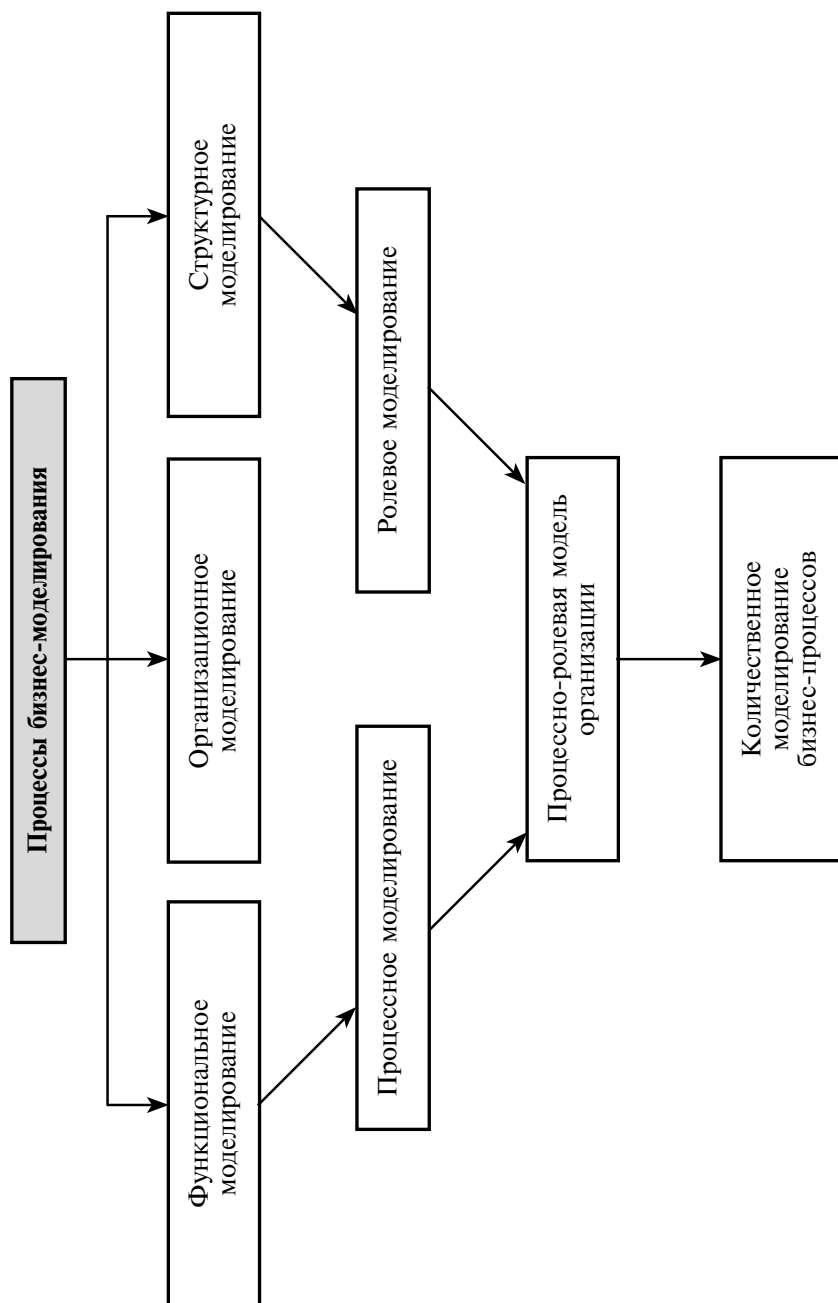 Процессы бизнес-моделирования
Функциональное
моделирование
Организационное
моделирование
Структурное
моделирование
Процессное моделирование
Ролевое моделирование
Процессно-ролевая модель
организации
Количественное
моделирование
бизнес-процессов